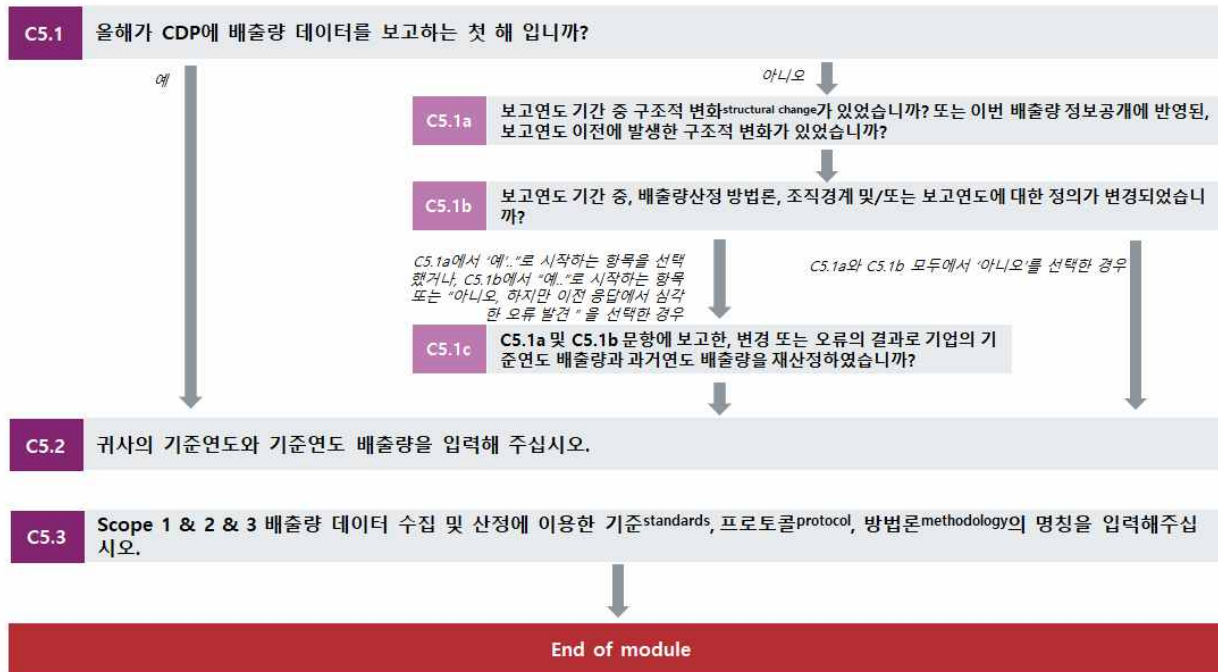 C5.1 올해가 CDP에 배출량 데이터를 보고하는 첫 해 입니까?
예
아니오
C5.1a 보고연도 기간 중 구조적 변화structural change가 있었습니까? 또는 이번 배출량 정보공개에 반영된,
보고연도 이전에 발생한 구조적 변화가 있었습니까?
C5.1b 보고연도 기간 중, 배출량산정 방법론, 조직경계 및/또는 보고연도에 대한 정의가 변경되었습니
까?
C5.1a에서 '예'..”로 시작하는 항목을 선택
했거나, C5.1b에서 “예..”로 시작하는 항목
또는 “아니오, 하지만 이전 응답에서 심각
한 오류 발견 ” 을 선택한 경우
C5.1a와 C5.1b 모두에서 '아니오'를 선택한 경우
C5.1c C5.1a 및 C5.1b 문항에 보고한, 변경 또는 오류의 결과로 기업의 기
준연도 배출량과 과거연도 배출량을 재산정하였습니까?
C5.2 귀사의 기준연도와 기준연도 배출량을 입력해 주십시오.
C5.3 Scope 1 & 2 & 3 배출량 데이터 수집 및 산정에 이용한 기준standards, 프로토콜protocol, 방법론methodology의 명칭을 입력해주십
시오.
End of module